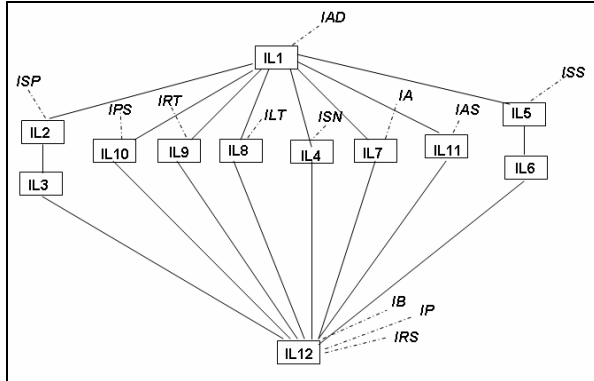 IAD
IL1
ISP
ISS
IPS
IRT
ILT
ISN
IA
IAS
IL2
IL10
IL9
IL8
IL4
IL7
IL11
IL5
IL3
IL6
IB
IP
IRS
IL12